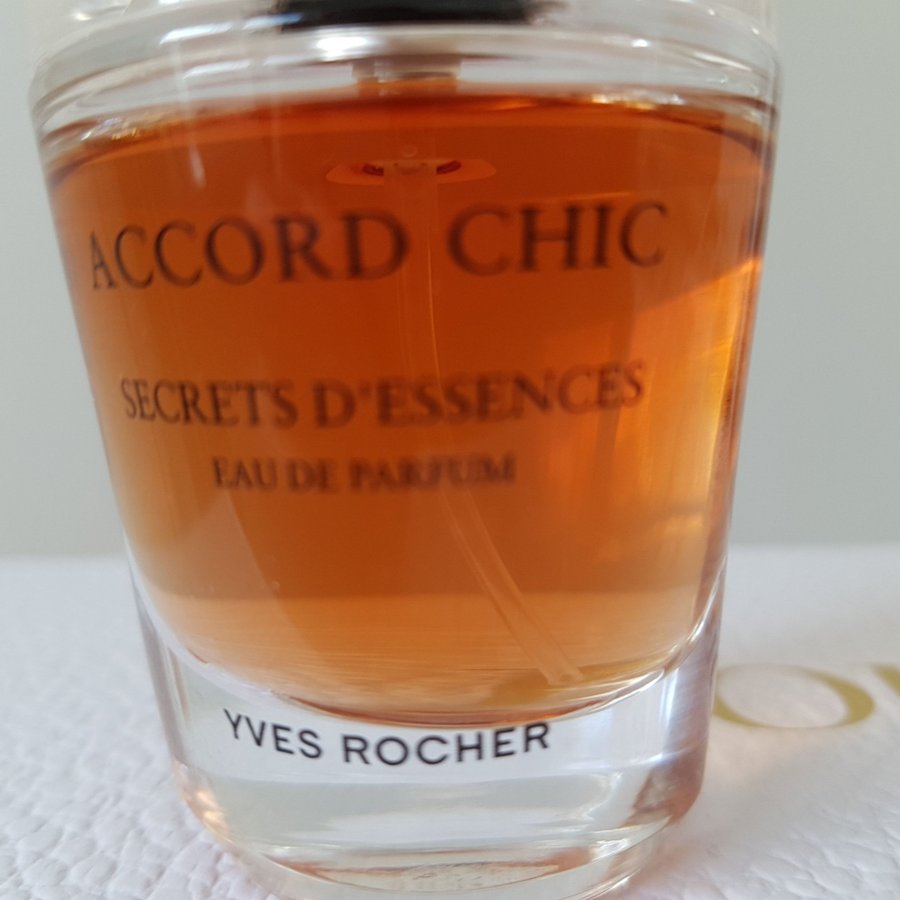 ACCORD CHIC
SECRETS D'ESSENCES
EAU DE PARFUM
YVES ROCHER